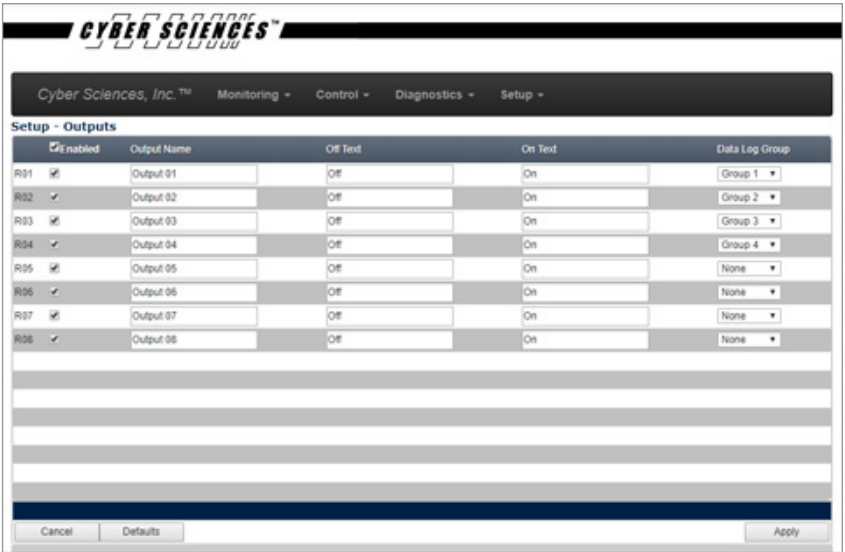 CYBER SCIENCES™
Cyber Sciences, Inc.™ Monitoring Control Diagnostics Setup
Setup - Outputs
Enabled Output Name Off Text On Text Data Log Group
R01 Output 01 Off On Group 1
R02 Output 02 Off On Group 2
R03 Output 03 Off On Group 3
R04 Output 04 Off On Group 4
R05 Output 05 Off On None
R06 Output 06 Off On None
R07 Output 07 Off On None
R08 Output 08 Off On None
Cancel Defaults Apply